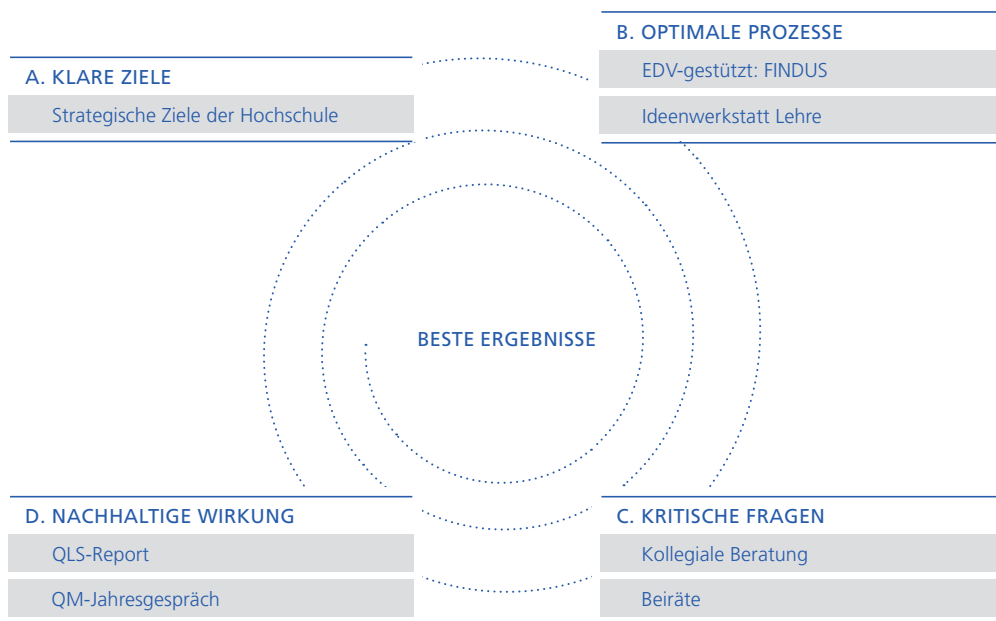 A. KLARE ZIELE
Strategische Ziele der Hochschule
B. OPTIMALE PROZESSE
EDV-gestützt: FINDUS
Ideenwerkstatt Lehre
BESTE ERGEBNISSE
D. NACHHALTIGE WIRKUNG
QLS-Report
QM-Jahresgespräch
C. KRITISCHE FRAGEN
Kollegiale Beratung
Beiräte